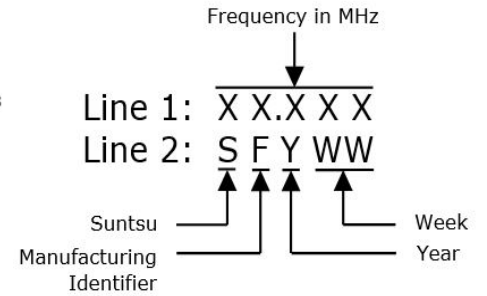 Frequency in MHz
Line 1: X X.X X X
Line 2: S F Y WW
Suntsu
Week
Manufacturing
Identifier
Year